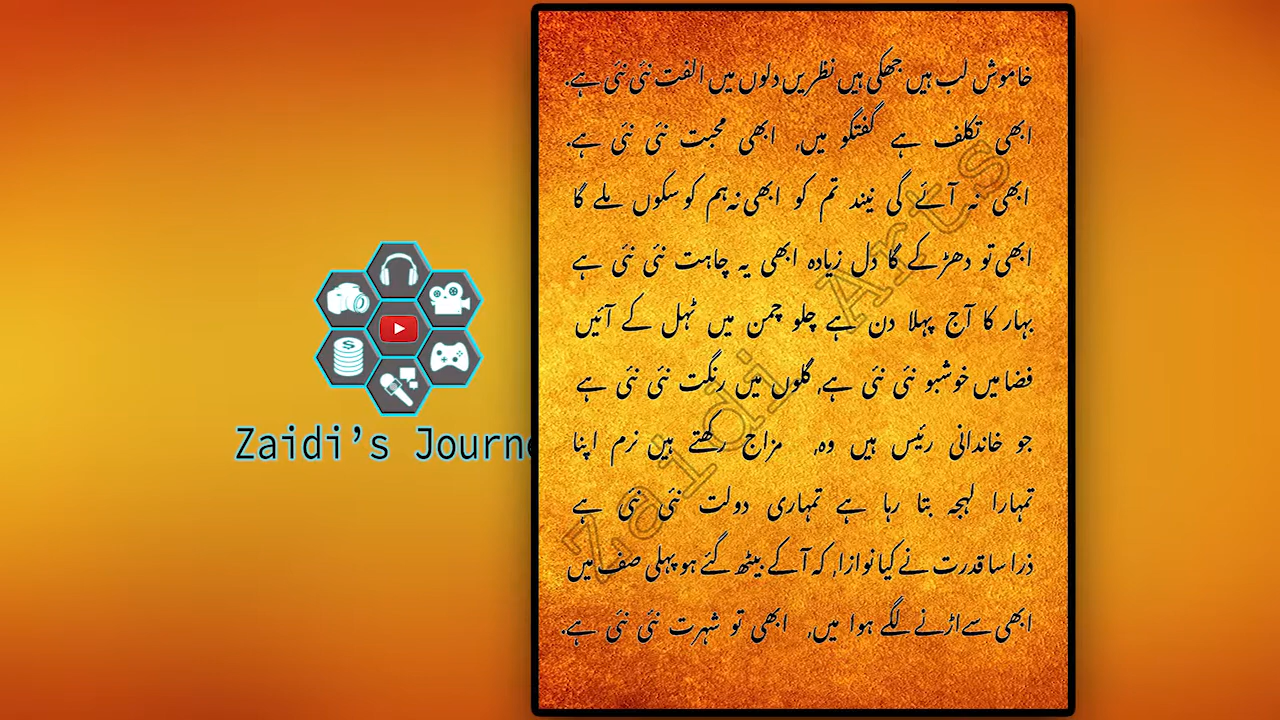 خاموش لب ہیں جھکی ہیں نظریں دلوں میں الفت نئی نئی ہے.
ابھی تکلف ہے گفتگو میں, ابھی محبت نئی نئی ہے.
ابھی نہ آئے گی نیند تم کو ابھی نہ ہم کو سکوں ملے گا
ابھی تو دھڑکے گا دل زیادہ ابھی یہ چاہت نئی نئی ہے
بہار کا آج پہلا دن ہے چلو چمن میں ٹہل کے آئیں
فضا میں خوشبو نئی نئی ہے, گلوں میں رنگت نئی نئی ہے
جو خاندانی رئیس ہیں وہ, مزاج رکھتے ہیں نرم اپنا
تمہارا لہجہ بتا رہا ہے تمہاری دولت نئی نئی ہے
ذرا سا قدرت نے کیا نوازا, کہ آکے بیٹھ گئے ہو پہلی صف میں
ابھی سے اڑنے لگے ہوا میں, ابھی تو شہرت نئی نئی ہے.
Zaidi Arts
Zaidi's Journe